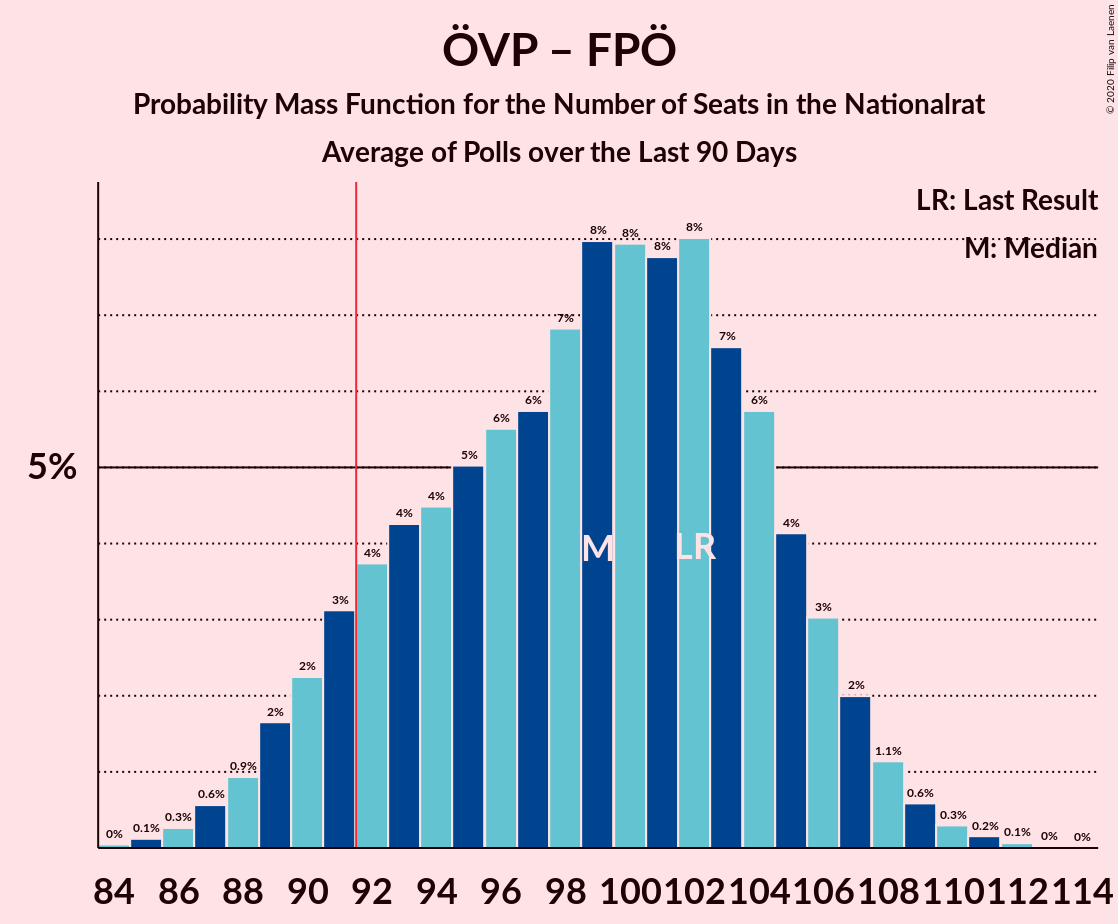 ÖVP – FPÖ
Probability Mass Function for the Number of Seats in the Nationalrat
Average of Polls over the Last 90 Days
© 2020 Filip van Laenen
LR: Last Result
M: Median
5%
0% 0.1% 0.3% 0.6% 0.9% 2% 2% 3% 4% 4% 4% 5% 6% 6% 7% 8% 8% 8% 8% 7% 6% 4% 3% 2% 1.1% 0.6% 0.3% 0.2% 0.1% 0% 0%
M LR
84 86 88 90 92 94 96 98 100 102 104 106 108 110 112 114